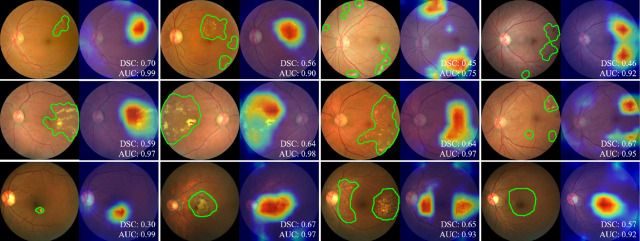 DSC: 0.70
AUC: 0.99
DSC: 0.56
AUC: 0.90
DSC: 0.45
AUC: 0.75
DSC: 0.46
AUC: 0.92
DSC: 0.59
AUC: 0.97
DSC: 0.64
AUC: 0.98
DSC: 0.64
AUC: 0.97
DSC: 0.67
AUC: 0.95
DSC: 0.30
AUC: 0.99
DSC: 0.67
AUC: 0.97
DSC: 0.65
AUC: 0.93
DSC: 0.57
AUC: 0.92